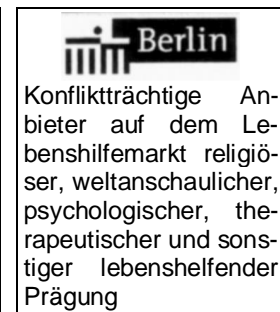 Berlin
Konfliktträchtige An-
bieter auf dem Le-
benshilfemarkt religiö-
ser, weltanschaulicher,
psychologischer, the-
rapeutischer und sons-
tiger lebenshelfender
Prägung